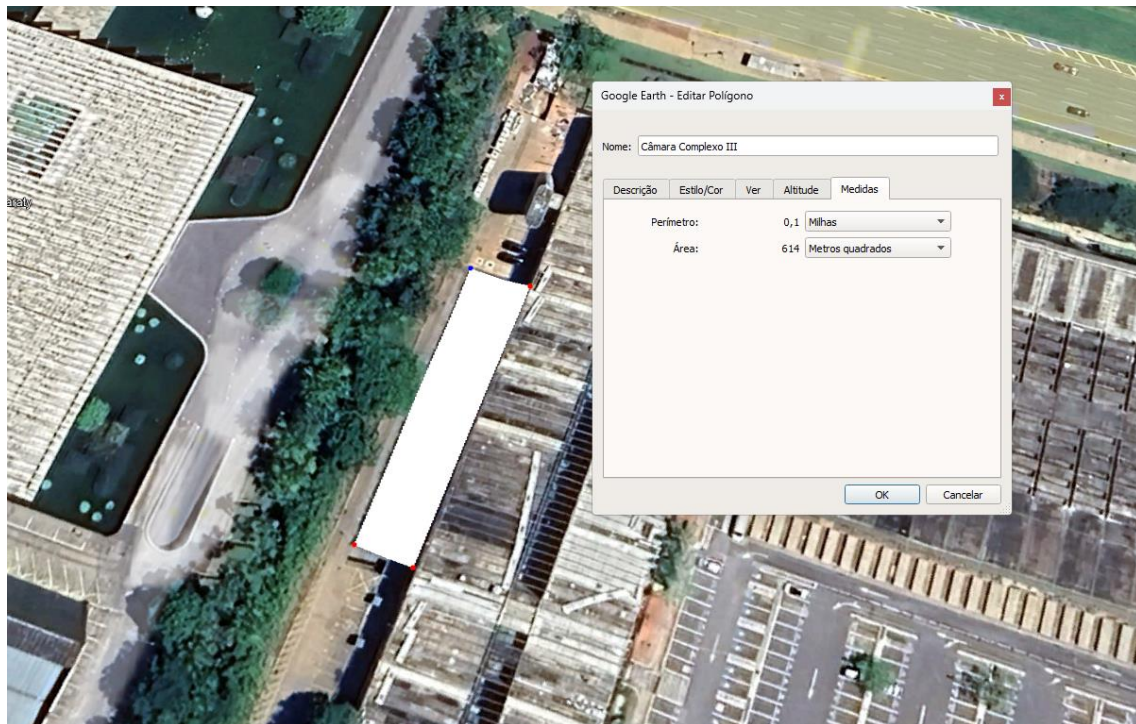 Google Earth - Editar Polígono
x
Nome: Câmara Complexo III
Descrição Estilo/Cor Ver Altitude Medidas
Perímetro: 0,1 Milhas
Área: 614 Metros quadrados
OK Cancelar